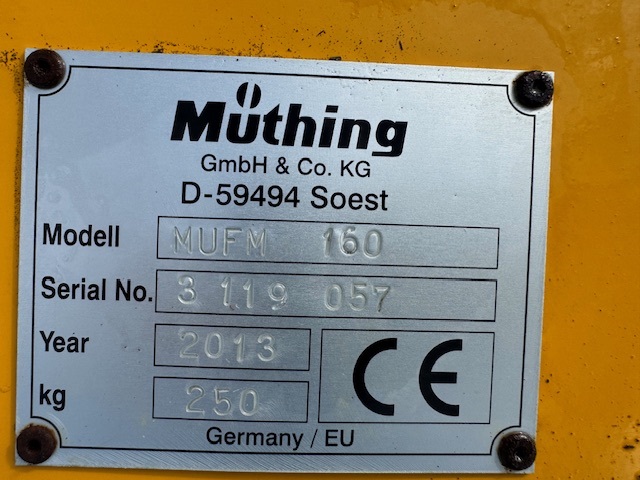 Müthing
GmbH & Co. KG
D-59494 Soest
Modell MUFM 160
Serial No. 3 119 057
Year 2013
kg 250
CE
Germany / EU